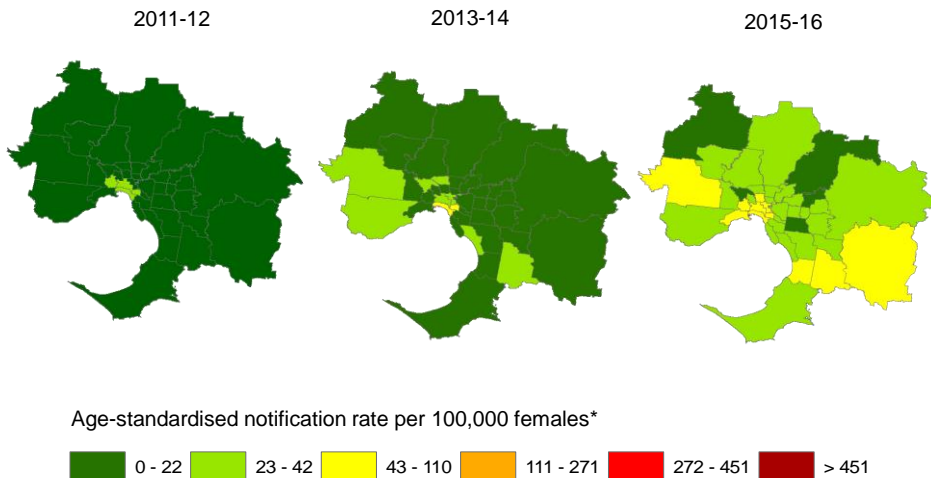 2011-12 2013-14 2015-16
Age-standardised notification rate per 100,000 females*
0 - 22 23 - 42 43 - 110 111 - 271 272 - 451 > 451